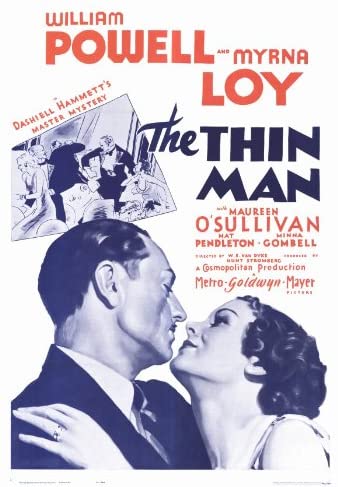 WILLIAM
POWELL AND MYRNA
LOY
in
DASHIELL HAMMETT'S
MASTER MYSTERY
The THIN
MAN
with MAUREEN
O'SULLIVAN
NAT MINNA
PENDLETON · GOMBELL
DIRECTED BY W. S. VAN DYKE PRODUCED BY
HUNT STROMBERG
A Cosmopolitan Production
A
Metro-Goldwyn-Mayer
PICTURE